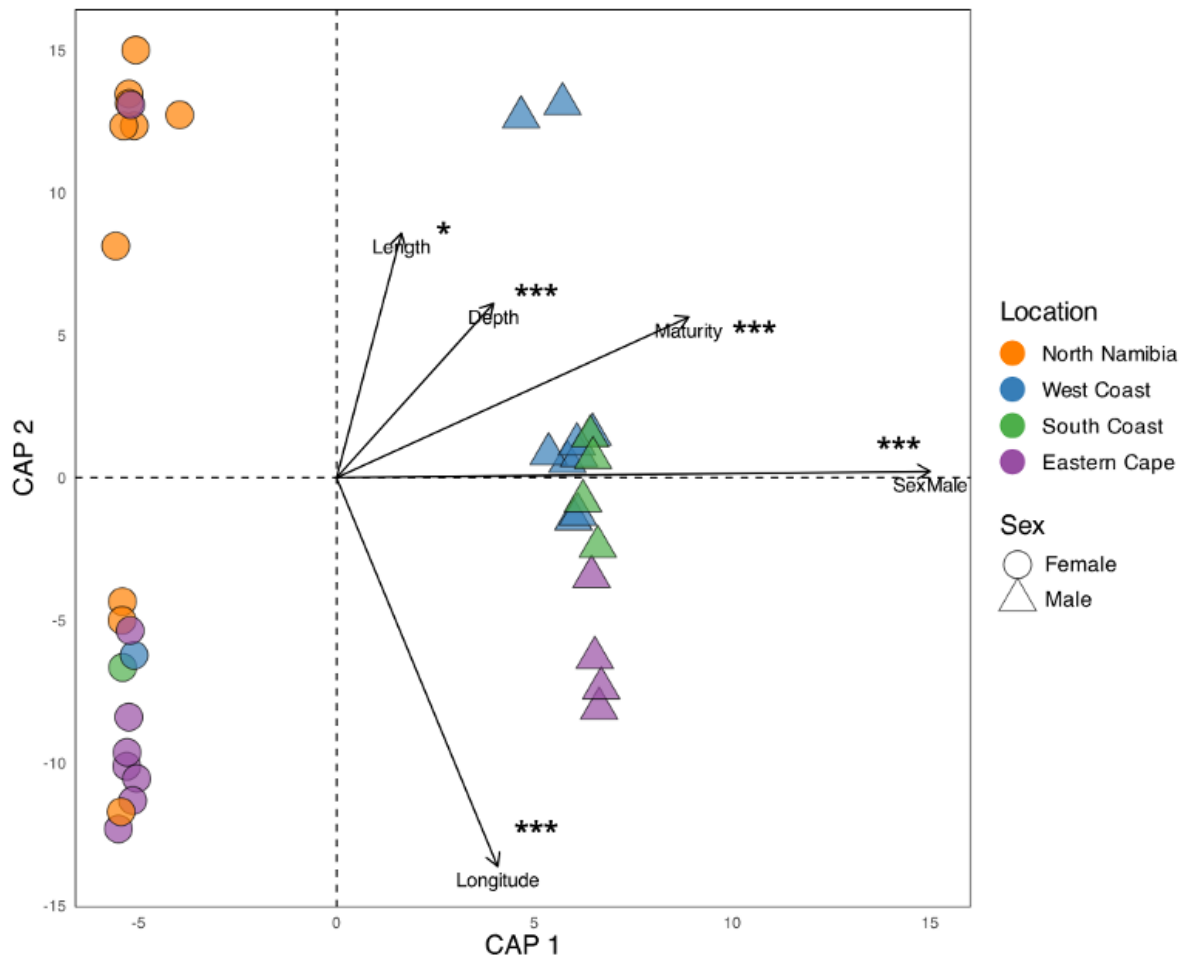 15
10
5
0
-5
-10
-15
CAP 2
Length *
Depth ***
Maturity ***
***
SexMale
***
Longitude
-5 0 5 10 15
CAP 1
Location
North Namibia
West Coast
South Coast
Eastern Cape
Sex
Female
Male